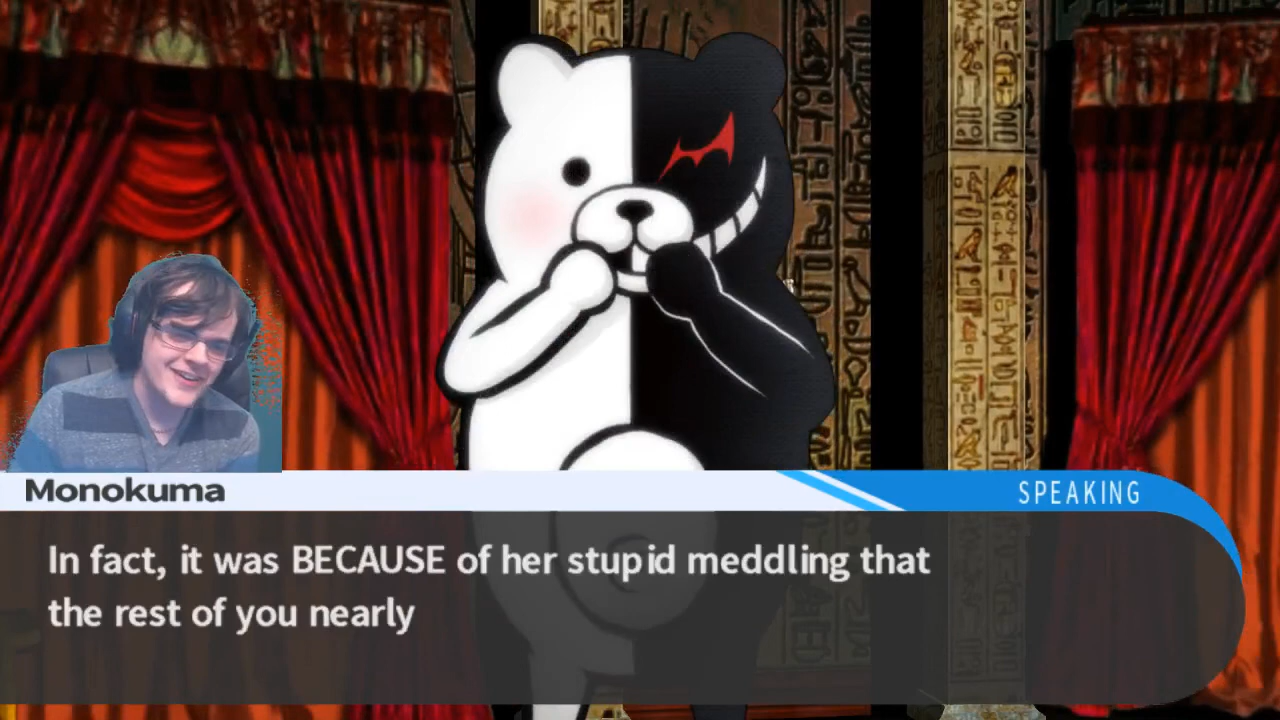 Monokuma
SPEAKING
In fact, it was BECAUSE of her stupid meddling that
the rest of you nearly